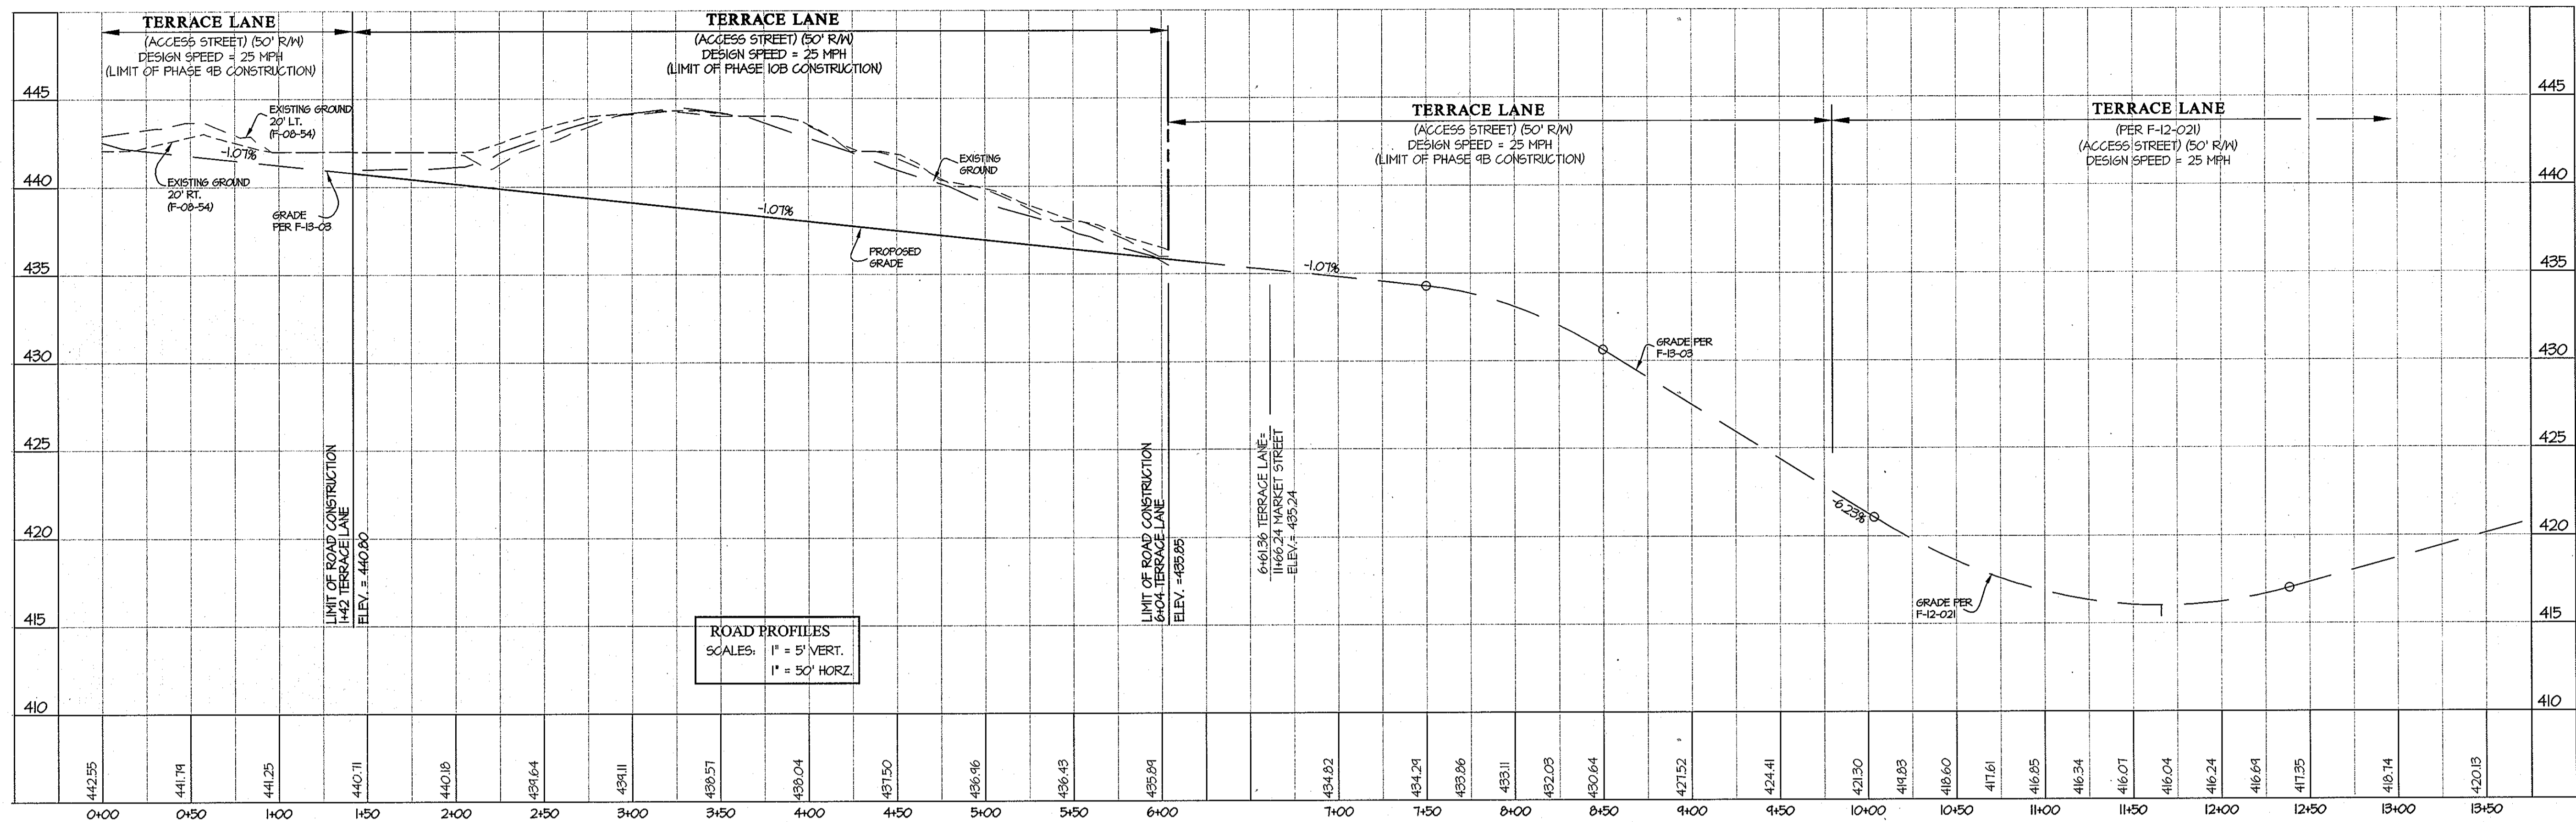 TERRACE LANE
(ACCESS STREET) (50' R/W)
DESIGN SPEED = 25 MPH
(LIMIT OF PHASE 9B CONSTRUCTION)
TERRACE LANE
(ACCESS STREET) (50' R/W)
DESIGN SPEED = 25 MPH
(LIMIT OF PHASE 10B CONSTRUCTION)
TERRACE LANE
(ACCESS STREET) (50' R/W)
DESIGN SPEED = 25 MPH
(LIMIT OF PHASE 9B CONSTRUCTION)
TERRACE LANE
(PER F-12-021)
(ACCESS STREET) (50' R/W)
DESIGN SPEED = 25 MPH
445
440
435
430
425
420
415
410
EXISTING GROUND
20' LT.
(F-08-54)
-1.07%
EXISTING GROUND
20' RT.
(F-08-54)
GRADE
PER F-13-03
-1.07%
PROPOSED
GRADE
EXISTING
GROUND
-1.07%
GRADE PER
F-13-03
-6.23%
GRADE PER
F-12-021
LIMIT OF ROAD CONSTRUCTION
1+42 TERRACE LANE
ELEV. = 440.80
LIMIT OF ROAD CONSTRUCTION
6+04 TERRACE LANE
ELEV. =435.85
6+61.36 TERRACE LANE=
11+66.24 MARKET STREET
ELEV.= 435.24
ROAD PROFILES
SCALES: 1" = 5' VERT.
1" = 50' HORZ.
445
440
435
430
425
420
415
410
442.55
441.79
441.25
440.71
440.18
439.64
439.11
438.57
438.04
437.50
436.96
436.43
435.89
434.82
434.29
433.86
433.11
432.03
430.64
427.52
424.41
421.30
419.83
418.60
417.61
416.85
416.34
416.07
416.04
416.24
416.69
417.35
418.74
420.13
0+00 0+50 1+00 1+50 2+00 2+50 3+00 3+50 4+00 4+50 5+00 5+50 6+00 7+00 7+50 8+00 8+50 9+00 9+50 10+00 10+50 11+00 11+50 12+00 12+50 13+00 13+50